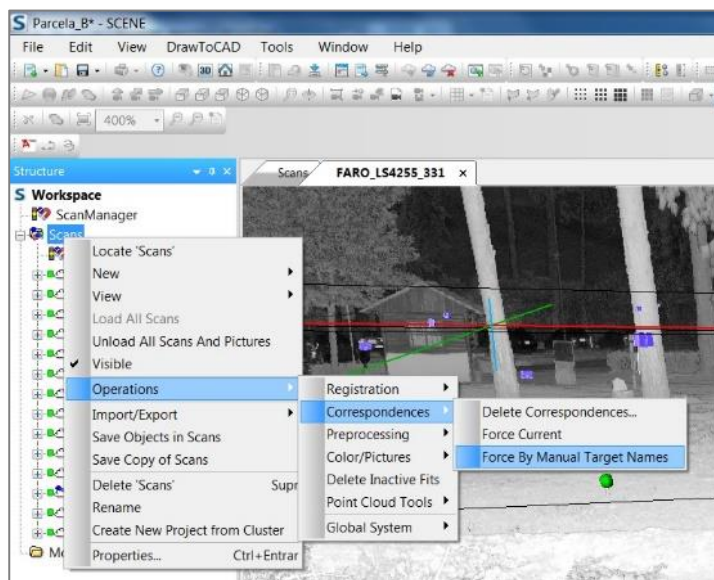 S Parcela_B* - SCENE
File Edit View DrawToCAD Tools Window Help
3D
400%
Structure
Scans FARO_LS4255_331 ×
S Workspace
ScanManager
Scans
Locate 'Scans'
New
View
Load All Scans
Unload All Scans And Pictures
✓ Visible
Operations
Import/Export
Save Objects in Scans
Save Copy of Scans
Delete 'Scans' Supr
Rename
Create New Project from Cluster
Properties... Ctrl+Entrar
Registration
Correspondences
Preprocessing
Color/Pictures
Delete Inactive Fits
Point Cloud Tools
Global System
Delete Correspondences...
Force Current
Force By Manual Target Names